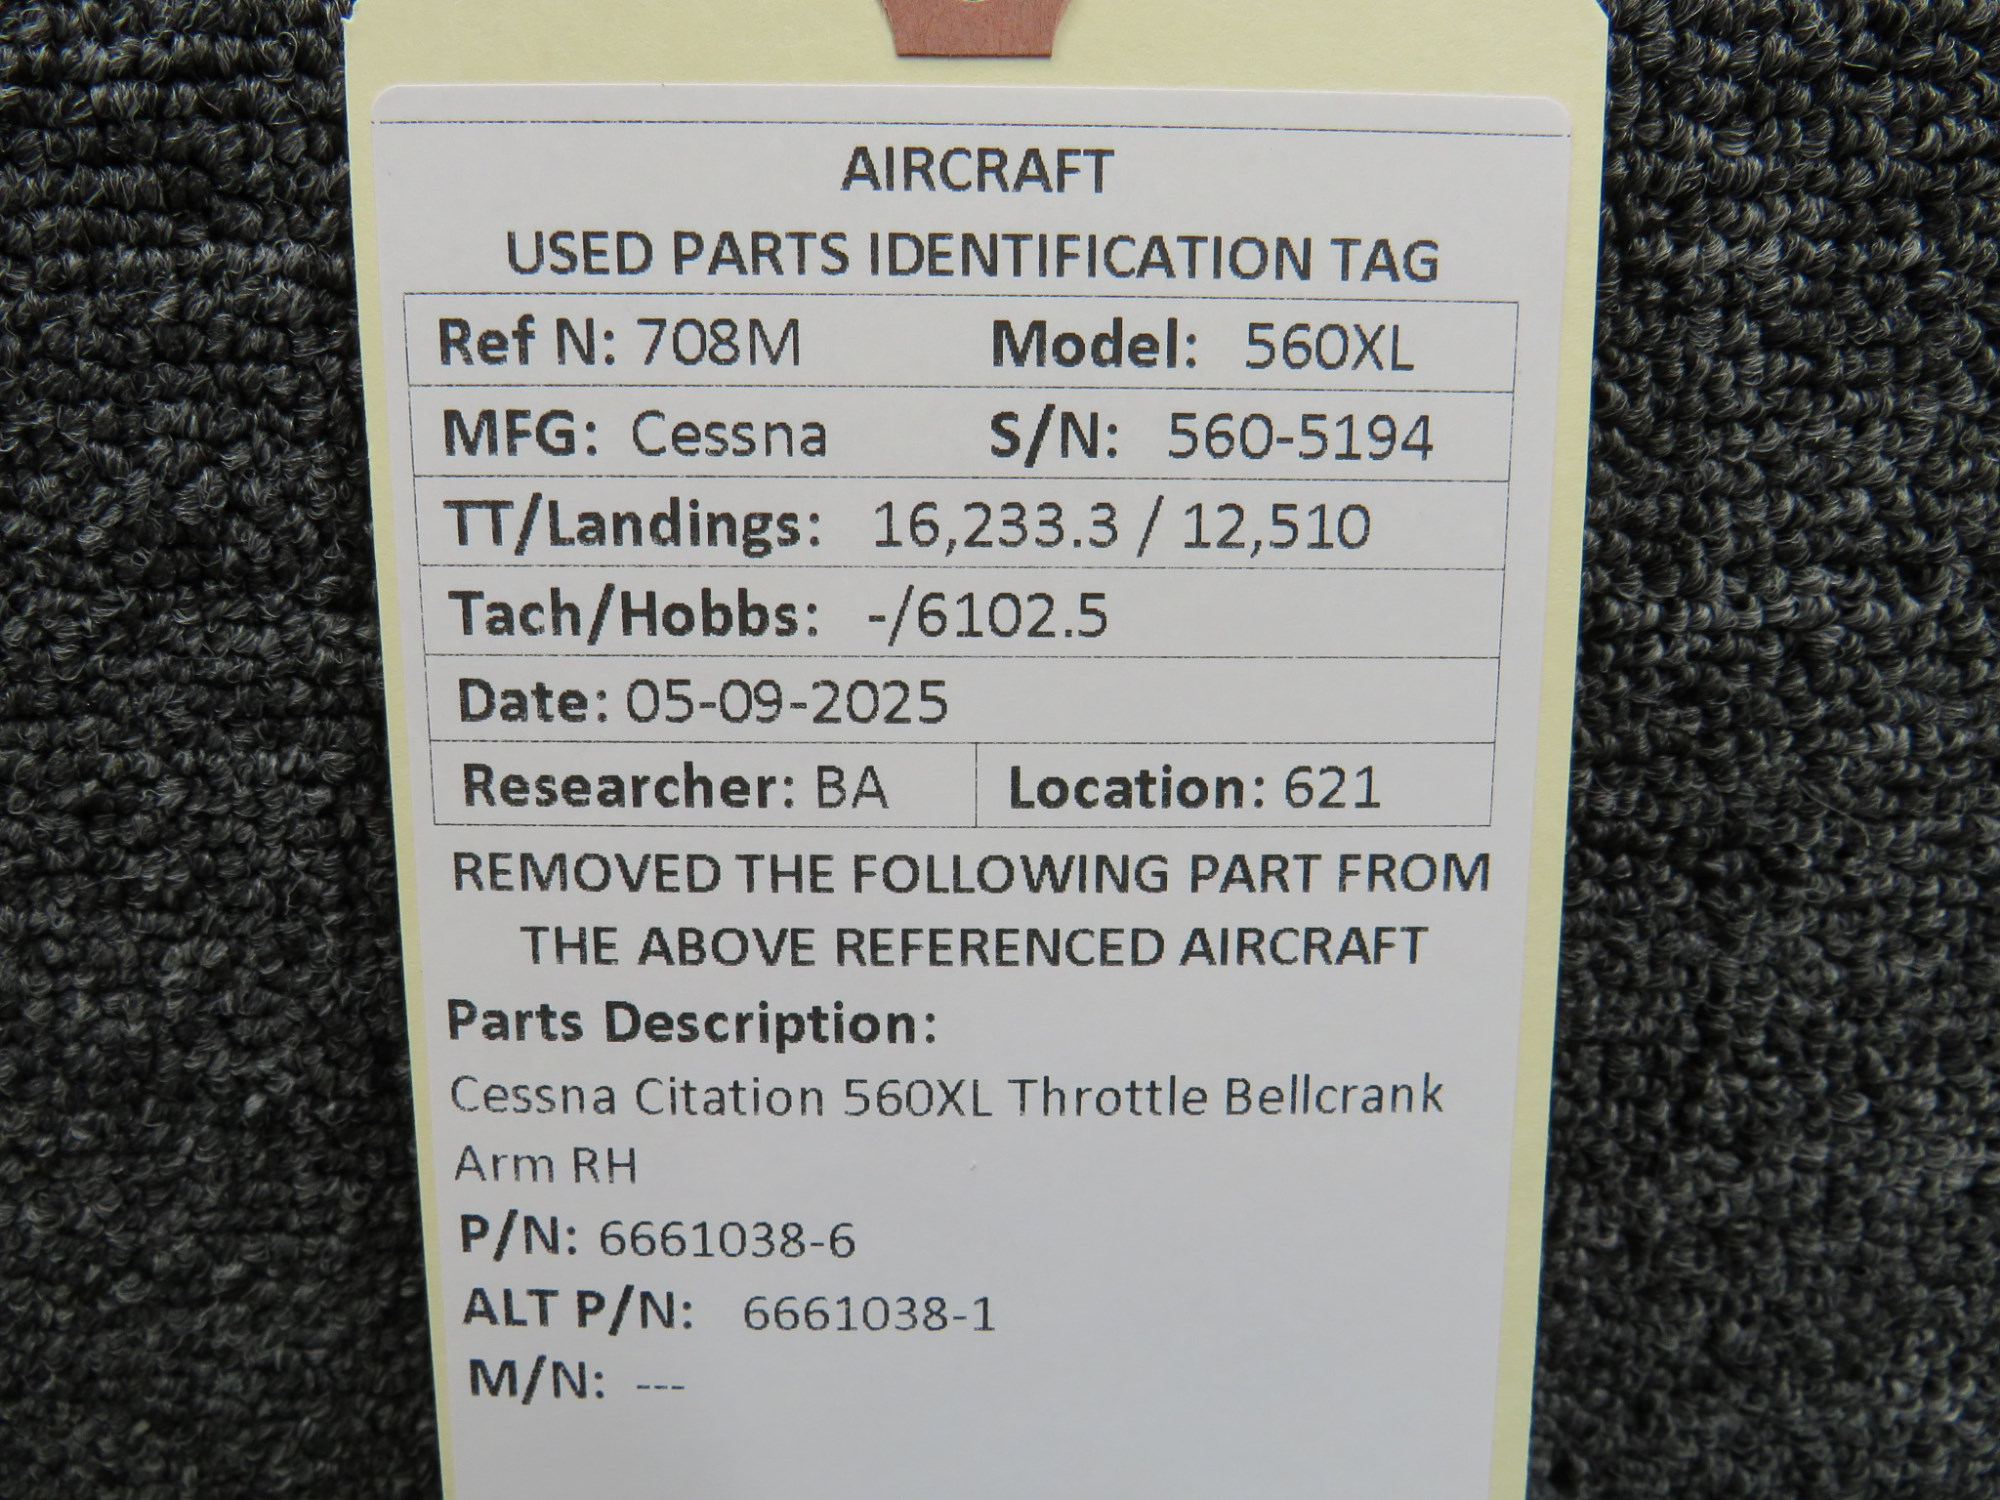 AIRCRAFT
USED PARTS IDENTIFICATION TAG
Ref N: 708M Model: 560XL
MFG: Cessna S/N: 560-5194
TT/Landings: 16,233.3 / 12,510
Tach/Hobbs: -/6102.5
Date: 05-09-2025
Researcher: BA Location: 621
REMOVED THE FOLLOWING PART FROM
THE ABOVE REFERENCED AIRCRAFT
Parts Description:
Cessna Citation 560XL Throttle Bellcrank
Arm RH
P/N: 6661038-6
ALT P/N: 6661038-1
M/N: ---